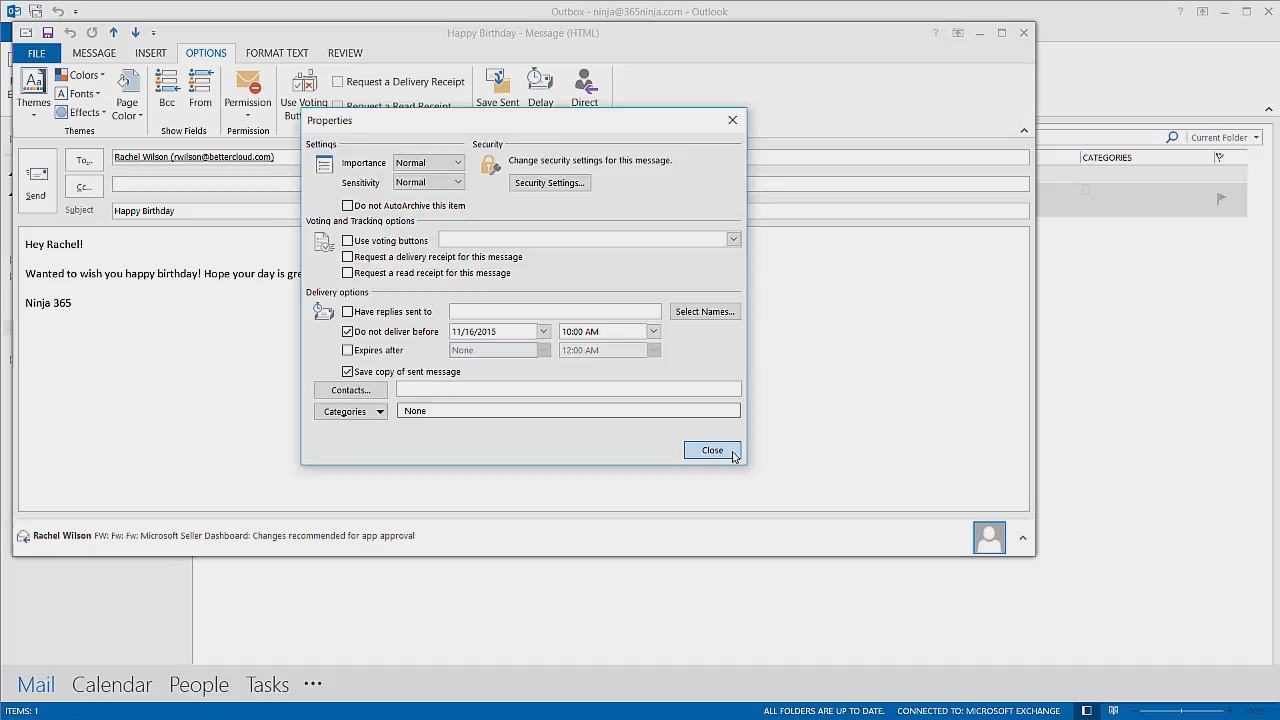 Outbox - ninja@365ninja.com - Outlook
Happy Birthday - Message (HTML)
FILE MESSAGE INSERT OPTIONS FORMAT TEXT REVIEW
Themes
Colors
Fonts
Effects
Page Color
Themes
Bcc
From
Show Fields
Permission
Permission
Use Voting
Request a Delivery Receipt
Request a Read Receipt
Save Sent
Delay
Direct
Current Folder
CATEGORIES
Send
To... Rachel Wilson (rwilson@bettercloud.com)
Cc...
Subject Happy Birthday
Hey Rachel!
Wanted to wish you happy birthday! Hope your day is gre
Ninja 365
Properties
Settings
Importance Normal
Sensitivity Normal
Do not AutoArchive this item
Security
Change security settings for this message.
Security Settings...
Voting and Tracking options
Use voting buttons
Request a delivery receipt for this message
Request a read receipt for this message
Delivery options
Have replies sent to Select Names...
Do not deliver before 11/16/2015 10:00 AM
Expires after None 12:00 AM
Save copy of sent message
Contacts...
Categories None
Close
Rachel Wilson FW: Fw: Fw: Microsoft Seller Dashboard: Changes recommended for app approval
Mail Calendar People Tasks •••
ITEMS: 1
ALL FOLDERS ARE UP TO DATE. CONNECTED TO: MICROSOFT EXCHANGE 100%